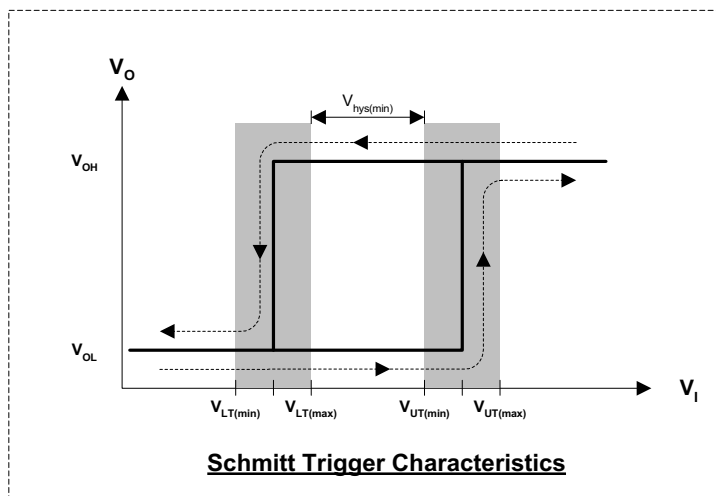 VO
Vhys(min)
VOH
VOL
VLT(min) VLT(max) VUT(min) VUT(max)
VI
Schmitt Trigger Characteristics